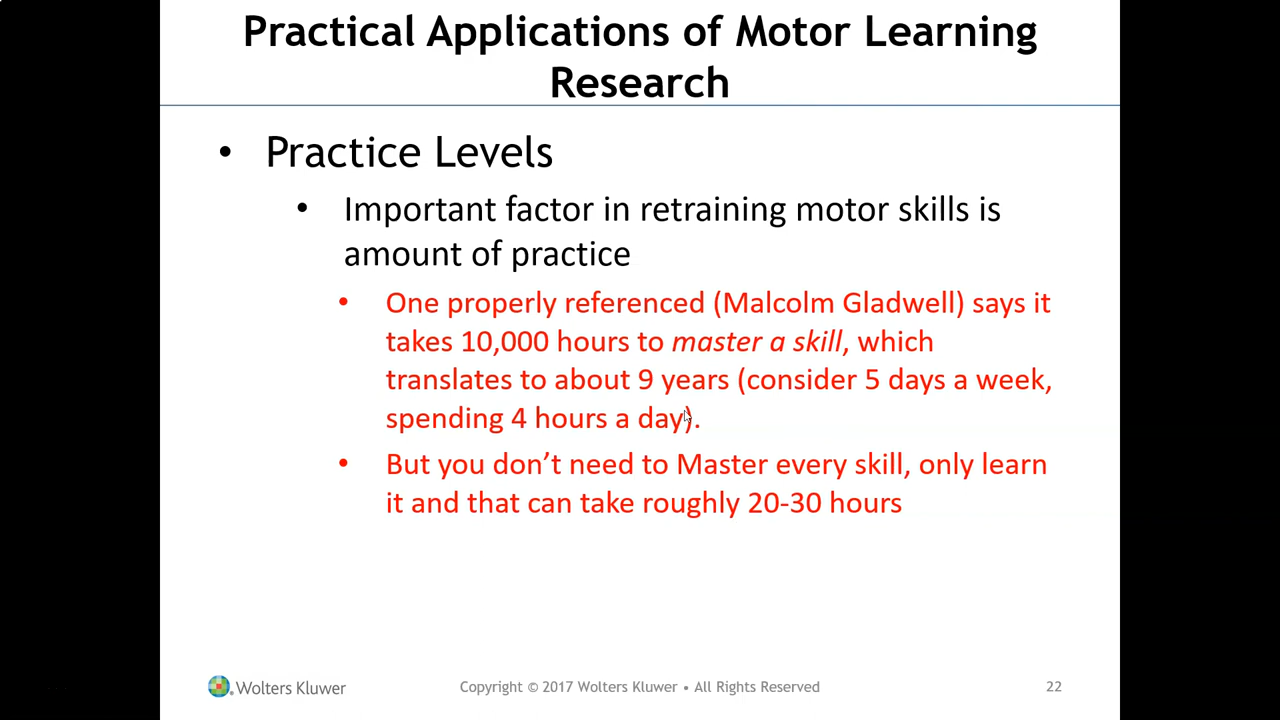 Practical Applications of Motor Learning
Research
• Practice Levels
• Important factor in retraining motor skills is
amount of practice
• One properly referenced (Malcolm Gladwell) says it
takes 10,000 hours to master a skill, which
translates to about 9 years (consider 5 days a week,
spending 4 hours a day).
• But you don’t need to Master every skill, only learn
it and that can take roughly 20-30 hours
Wolters Kluwer
Copyright © 2017 Wolters Kluwer • All Rights Reserved
22